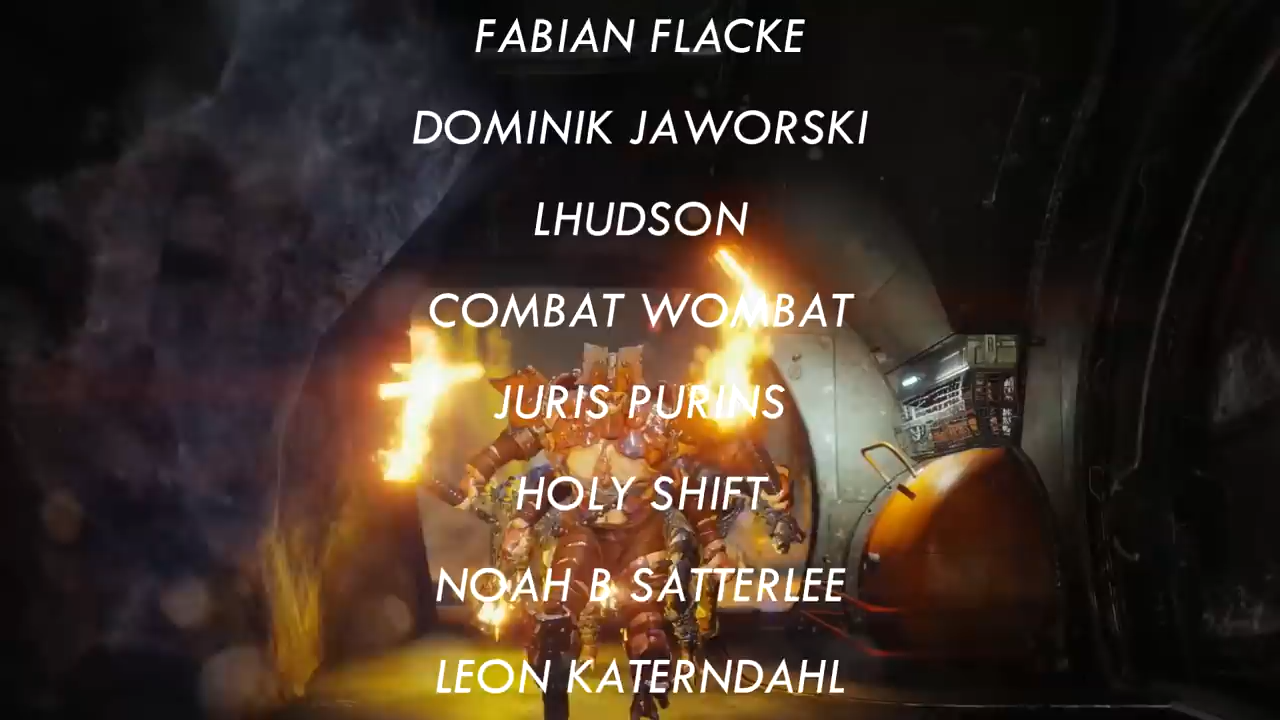 FABIAN FLACKE
DOMINIK JAWORSKI
LHUDSON
COMBAT WOMBAT
JURIS PURINS
HOLY SHIFT
NOAH B SATTERLEE
LEON KATERNDAHL